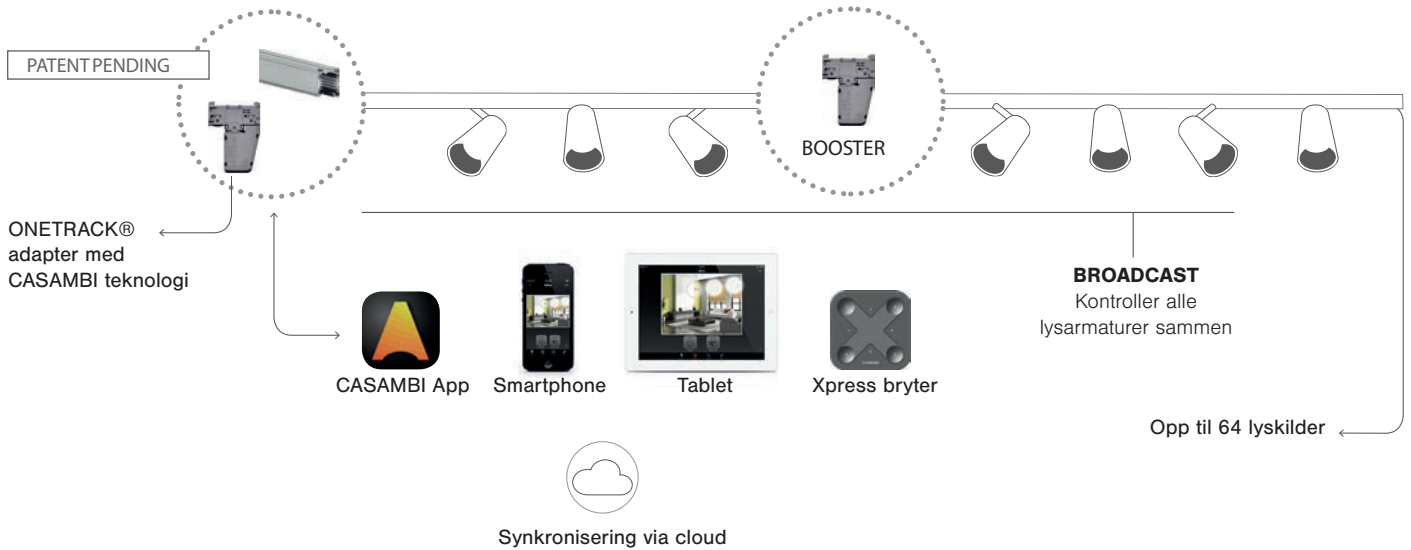 PATENT PENDING
BOOSTER
ONETRACK®
adapter med
CASAMBI teknologi
BROADCAST
Kontroller alle
lysarmaturer sammen
CASAMBI App
Smartphone
Tablet
Xpress bryter
Opp til 64 lyskilder
Synkronisering via cloud